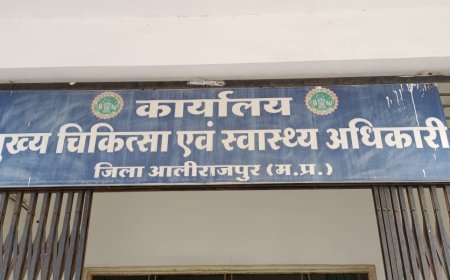 कार्यालय
मुख्य चिकित्सा एवं स्वास्थ्य अधिकारी
जिला आलीराजपुर (म.प्र.)